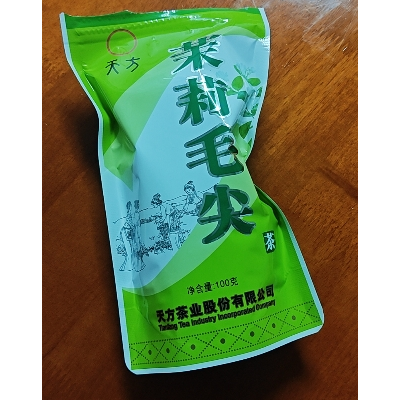 天方
茉莉毛尖
茶
净含量:100克
天方茶业股份有限公司
Tianfang Tea Industry Incorporated Company